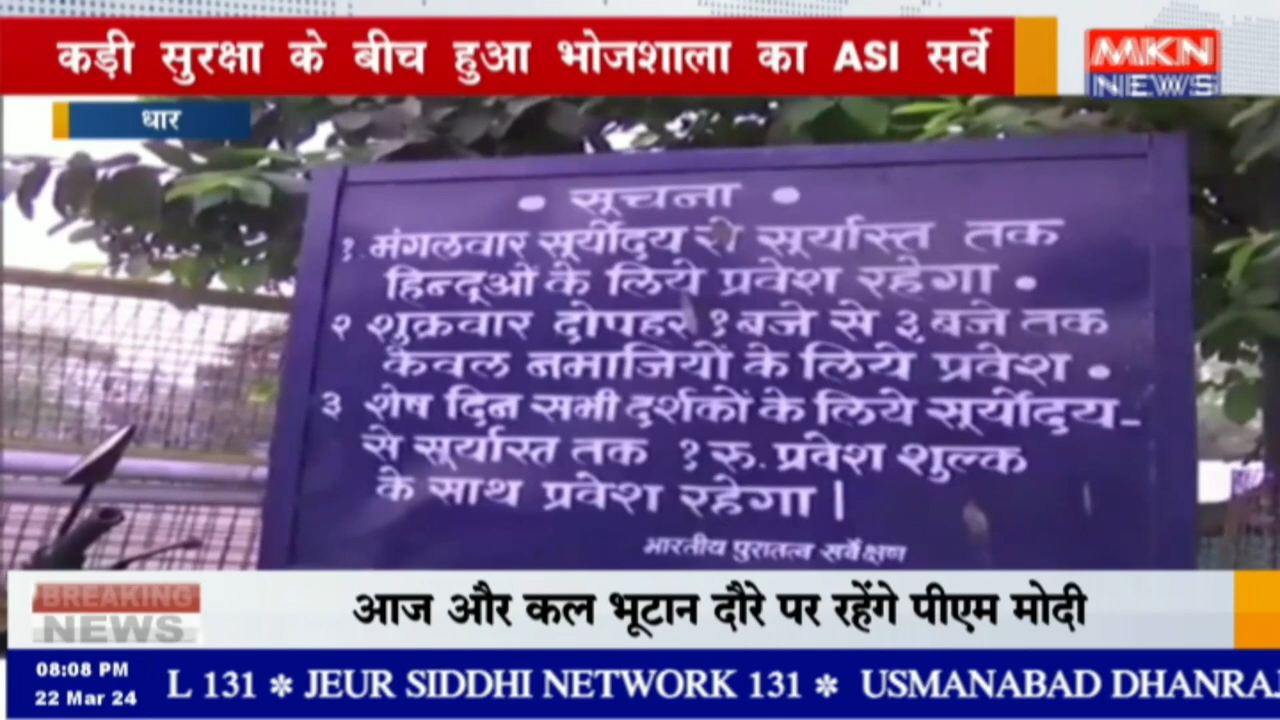 कड़ी सुरक्षा के बीच हुआ भोजशाला का ASI सर्वे
MKN
NEWS
धार
• सूचना •
१. मंगलवार सूर्योदय से सूर्यास्त तक
हिन्दूओं के लिये प्रवेश रहेगा •
२ शुक्रवार दोपहर १ बजे से ३ बजे तक
केवल नमाजियों के लिये प्रवेश •
३ शेष दिन सभी दर्शकों के लिये सूर्योदय-
से सूर्यास्त तक १ रु. प्रवेश शुल्क
के साथ प्रवेश रहेगा |
भारतीय पुरातत्व सर्वेक्षण
BREAKING
NEWS
आज और कल भूटान दौरे पर रहेंगे पीएम मोदी
08:08 PM
22 Mar 24
L 131 * JEUR SIDDHI NETWORK 131 * USMANABAD DHANRAJ